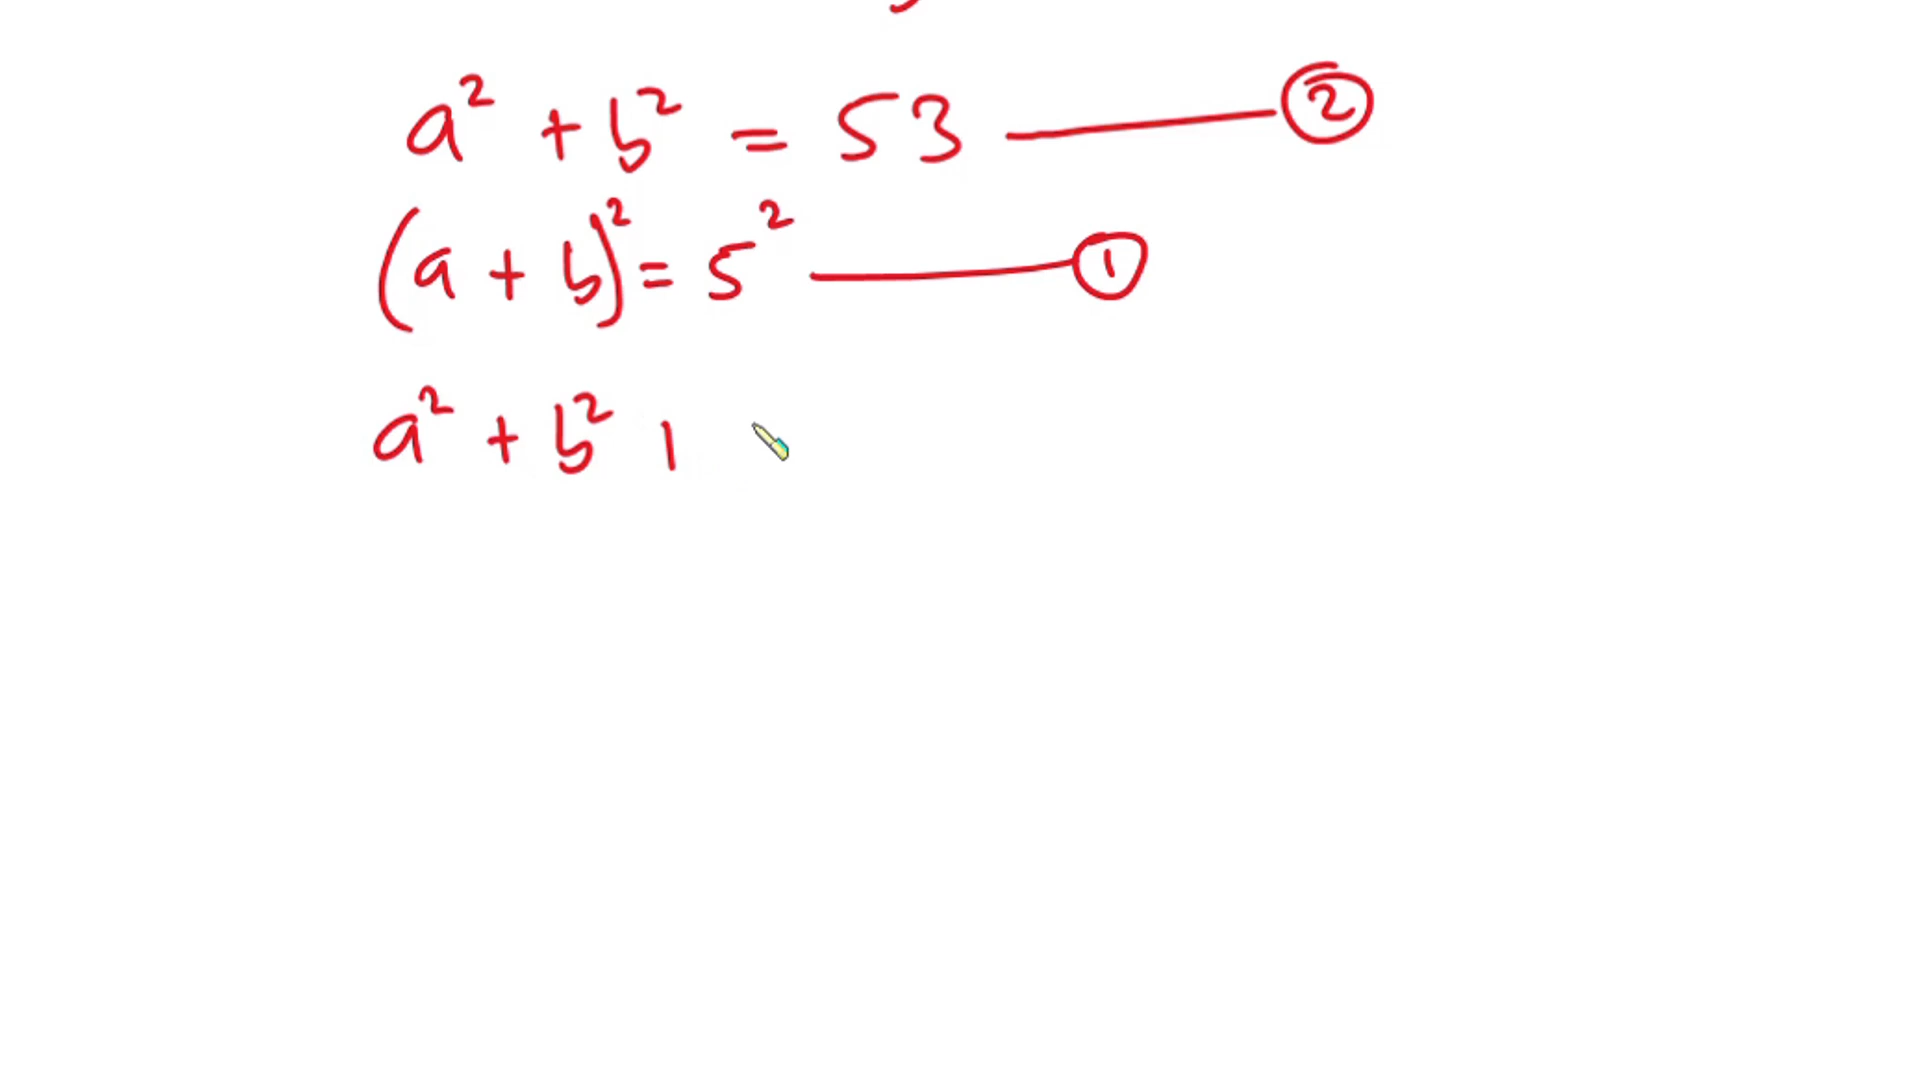 a² + b² = 53 —— ②
(a + b)² = 5² —— ①
a² + b² ı